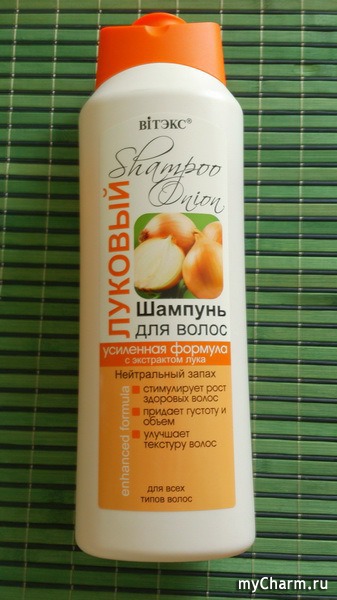 ВIТЭКС®
Shampoo
Onion
ЛУКОВЫЙ
Шампунь
для волос
усиленная формула
с экстрактом лука
Нейтральный запах
enhanced formula
стимулирует рост
здоровых волос
придает густоту и
объем
улучшает
текстуру волос
для всех
типов волос
myCharm.ru